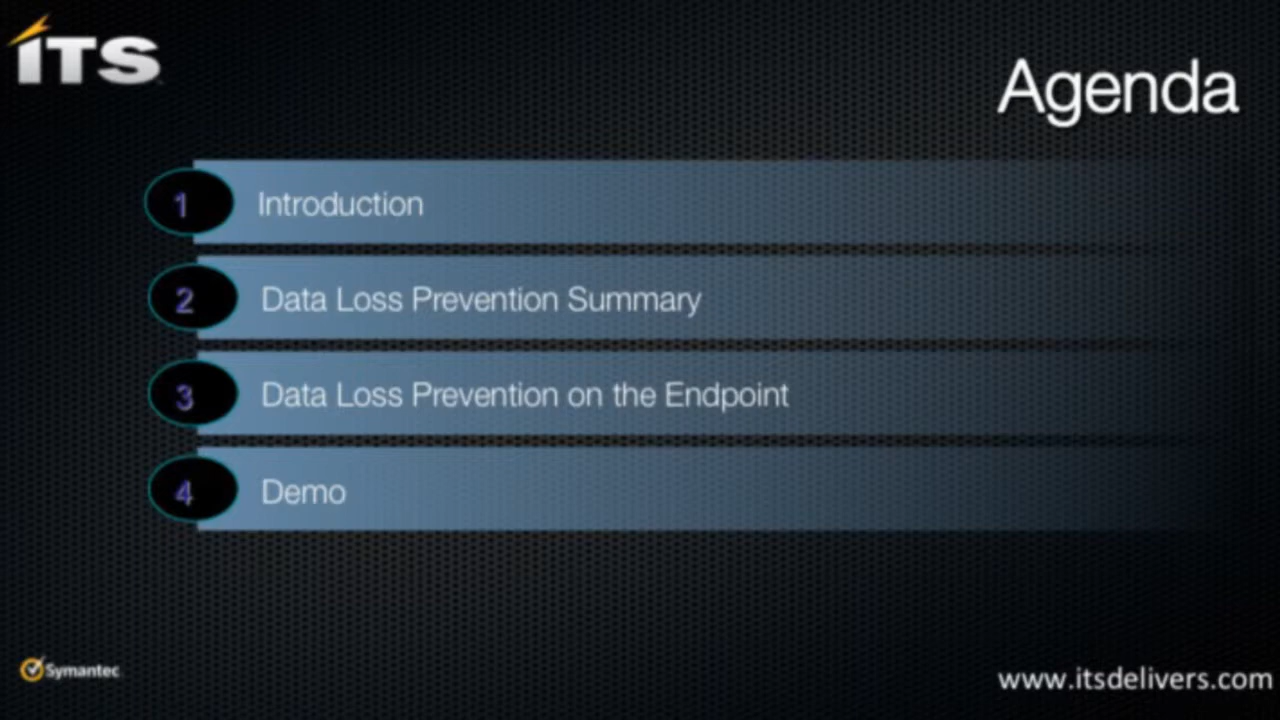 ITS
Agenda
1 Introduction
2 Data Loss Prevention Summary
3 Data Loss Prevention on the Endpoint
4 Demo
Symantec
www.itsdelivers.com